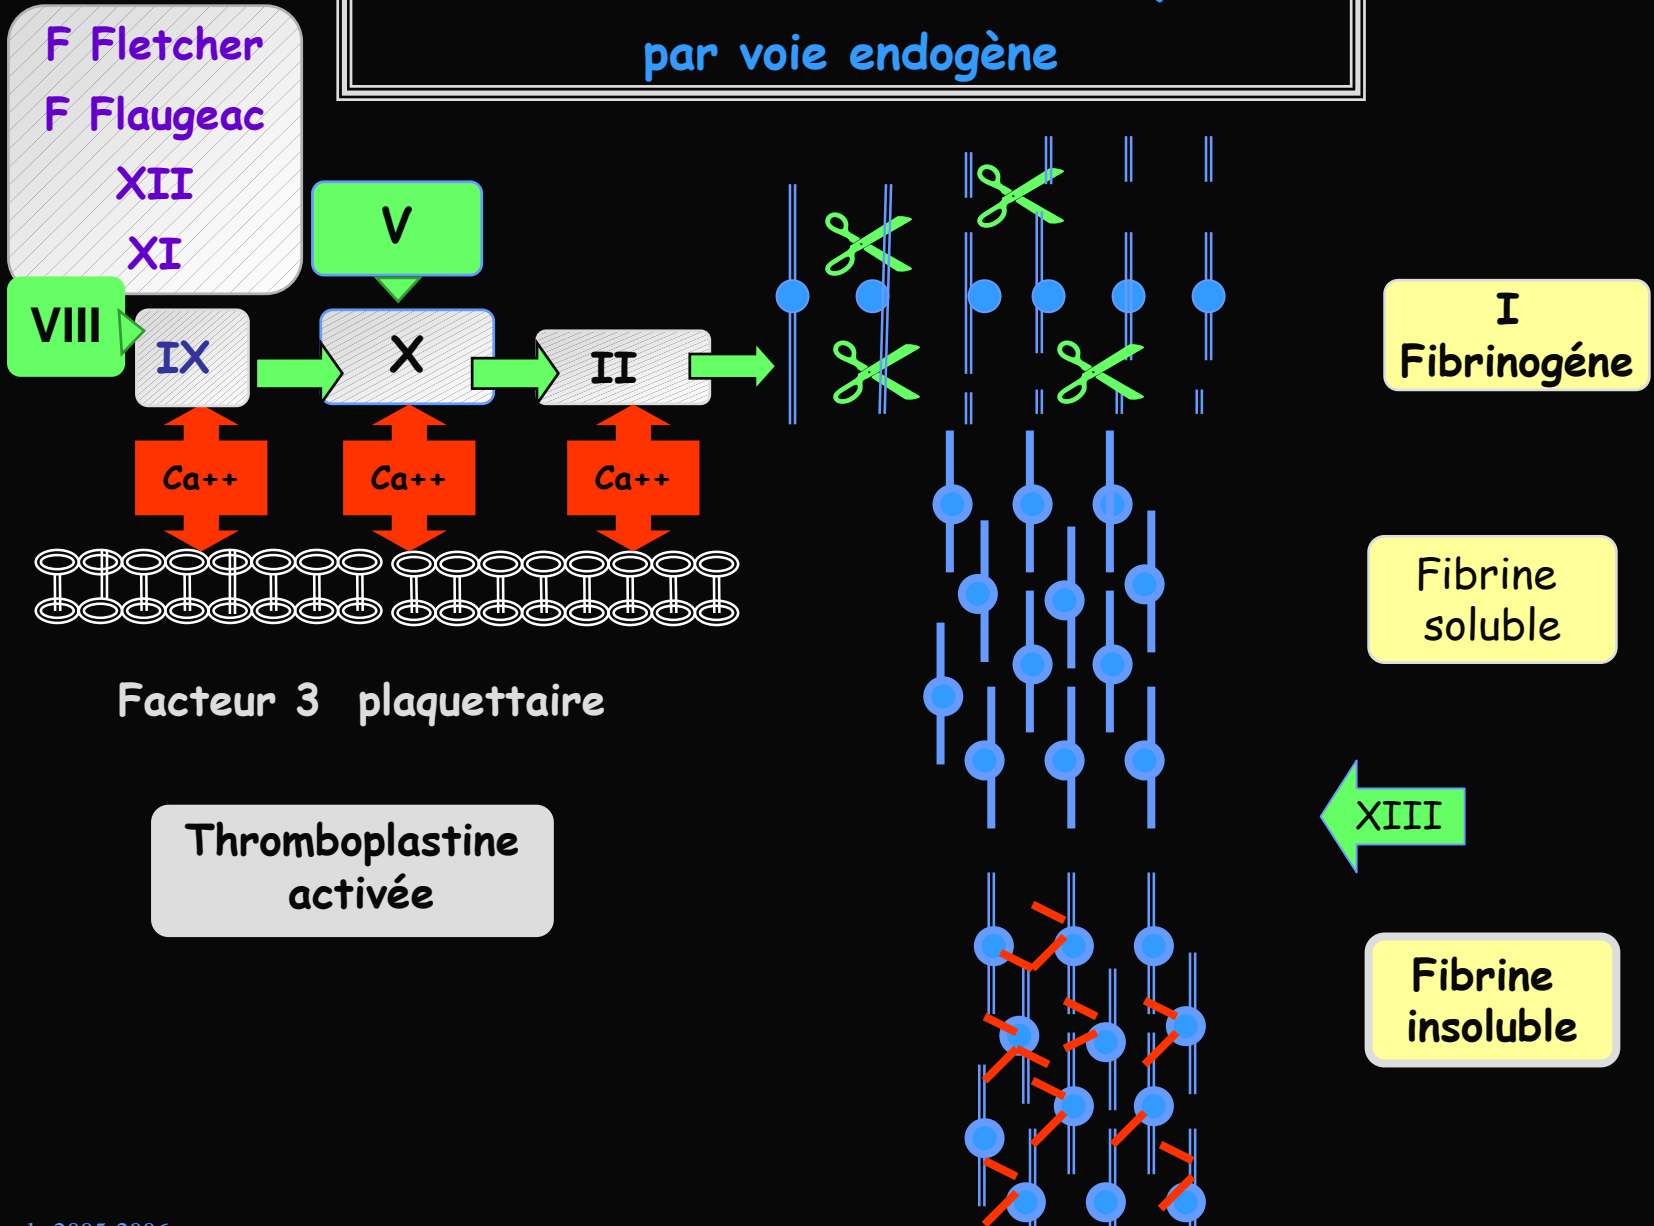 par voie endogène
F Fletcher
F Flaugeac
XII
XI
V
VIII
IX
X
II
Ca++
Ca++
Ca++
I
Fibrinogéne
Fibrine
soluble
Facteur 3 plaquettaire
XIII
Thromboplastine
activée
Fibrine
insoluble